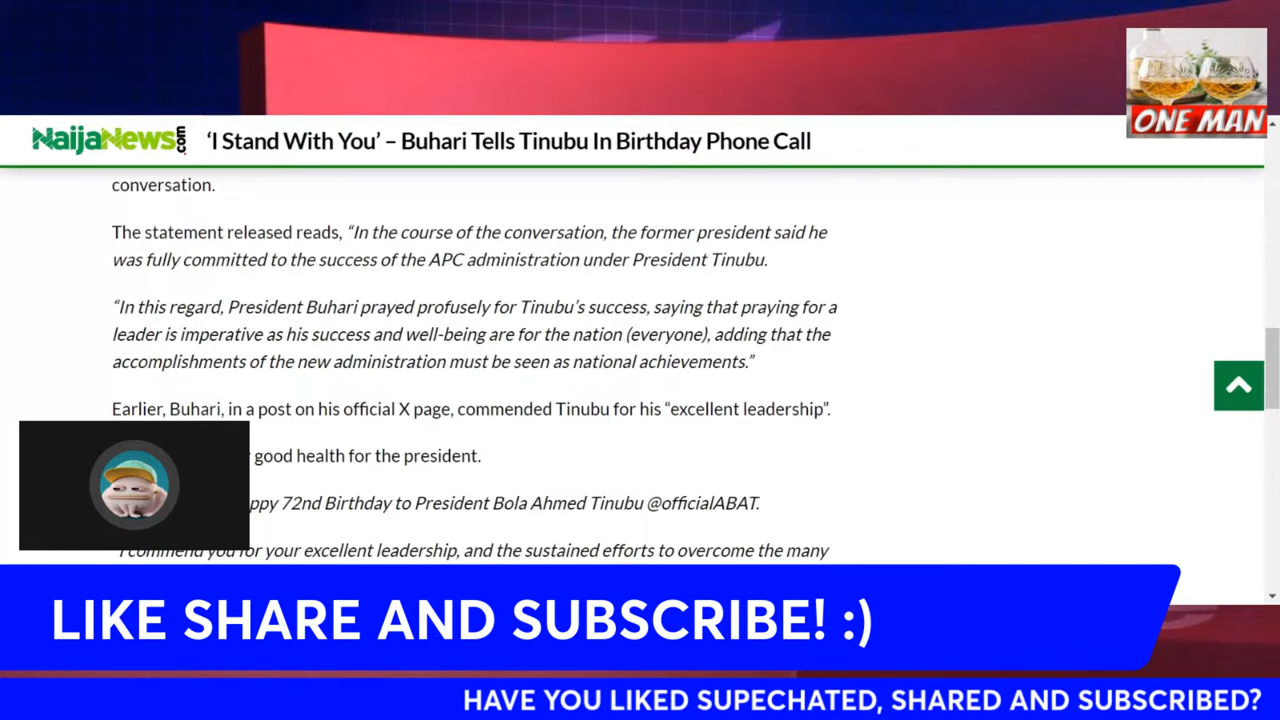 NaijaNews.com
‘I Stand With You’ – Buhari Tells Tinubu In Birthday Phone Call
ONE MAN
conversation.
The statement released reads, “In the course of the conversation, the former president said he
was fully committed to the success of the APC administration under President Tinubu.
“In this regard, President Buhari prayed profusely for Tinubu’s success, saying that praying for a
leader is imperative as his success and well-being are for the nation (everyone), adding that the
accomplishments of the new administration must be seen as national achievements.”
Earlier, Buhari, in a post on his official X page, commended Tinubu for his “excellent leadership”.
good health for the president.
72nd Birthday to President Bola Ahmed Tinubu @officialABAT.
your excellent leadership, and the sustained efforts to overcome the many
LIKE SHARE AND SUBSCRIBE! :)
HAVE YOU LIKED SUPECHATED, SHARED AND SUBSCRIBED?